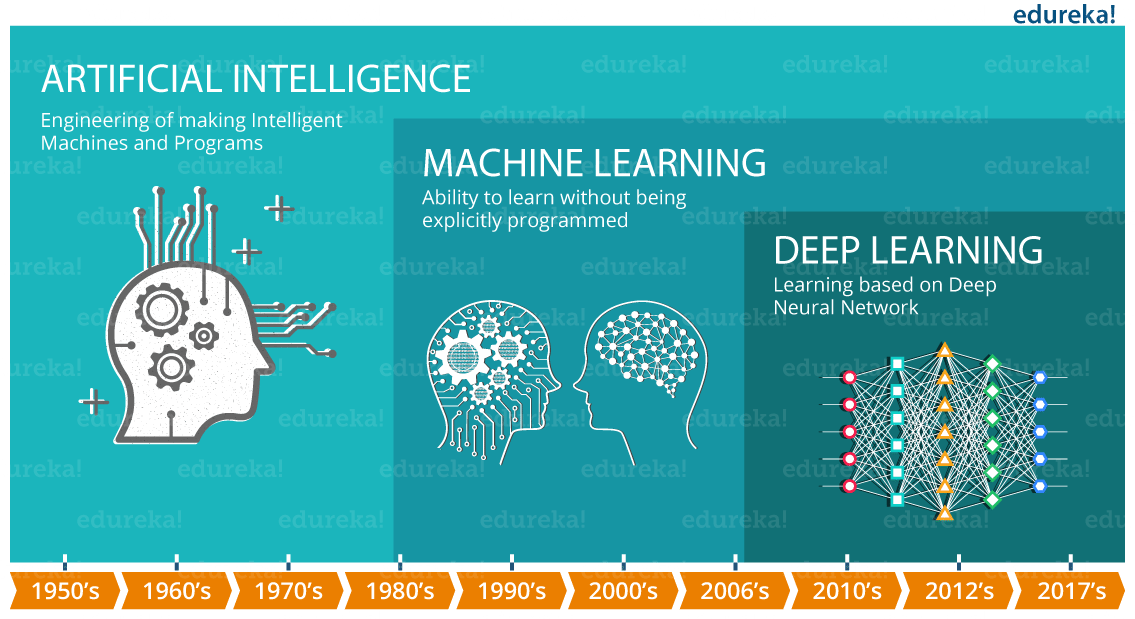 edureka!
ARTIFICIAL INTELLIGENCE
Engineering of making Intelligent
Machines and Programs
MACHINE LEARNING
Ability to learn without being
explicitly programmed
DEEP LEARNING
Learning based on Deep
Neural Network
1950's 1960's 1970's 1980's 1990's 2000's 2006's 2010's 2012's 2017's